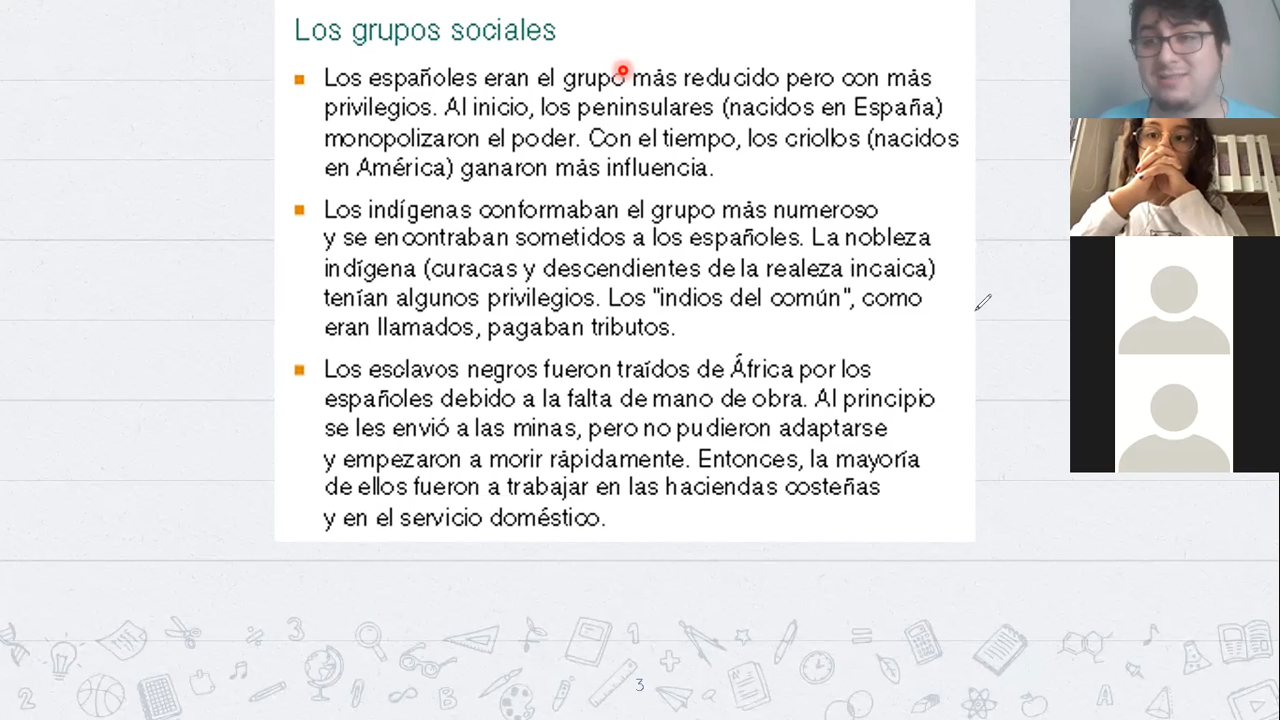 Los grupos sociales
Los españoles eran el grupo más reducido pero con más
privilegios. Al inicio, los peninsulares (nacidos en España)
monopolizaron el poder. Con el tiempo, los criollos (nacidos
en América) ganaron más influencia.
Los indígenas conformaban el grupo más numeroso
y se encontraban sometidos a los españoles. La nobleza
indígena (curacas y descendientes de la realeza incaica)
tenían algunos privilegios. Los "indios del común", como
eran llamados, pagaban tributos.
Los esclavos negros fueron traídos de África por los
españoles debido a la falta de mano de obra. Al principio
se les envió a las minas, pero no pudieron adaptarse
y empezaron a morir rápidamente. Entonces, la mayoría
de ellos fueron a trabajar en las haciendas costeñas
y en el servicio doméstico.
3